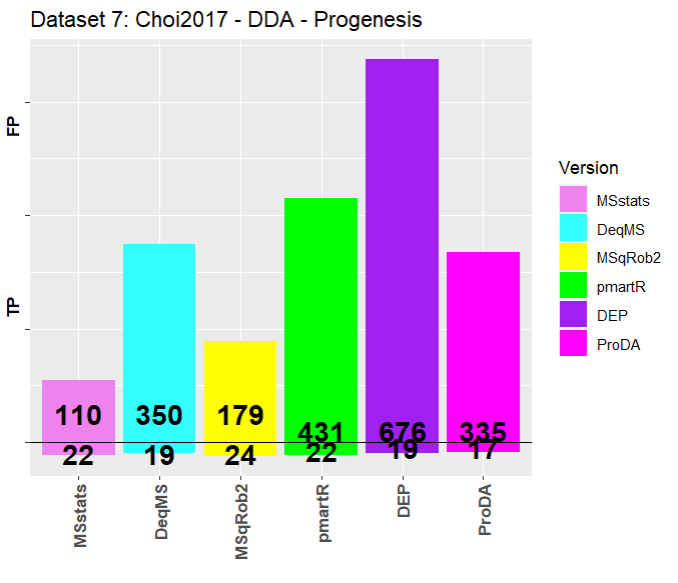 Dataset 7: Choi2017 - DDA - Progenesis
FP
TP
110
350
179
431
676
335
22
19
24
22
19
17
MSstats
DeqMS
MSqRob2
pmartR
DEP
ProDA
Version
MSstats
DeqMS
MSqRob2
pmartR
DEP
ProDA